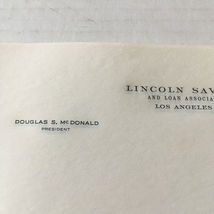 LINCOLN SAV
AND LOAN ASSOCIA
LOS ANGELES
DOUGLAS S. McDONALD
PRESIDENT